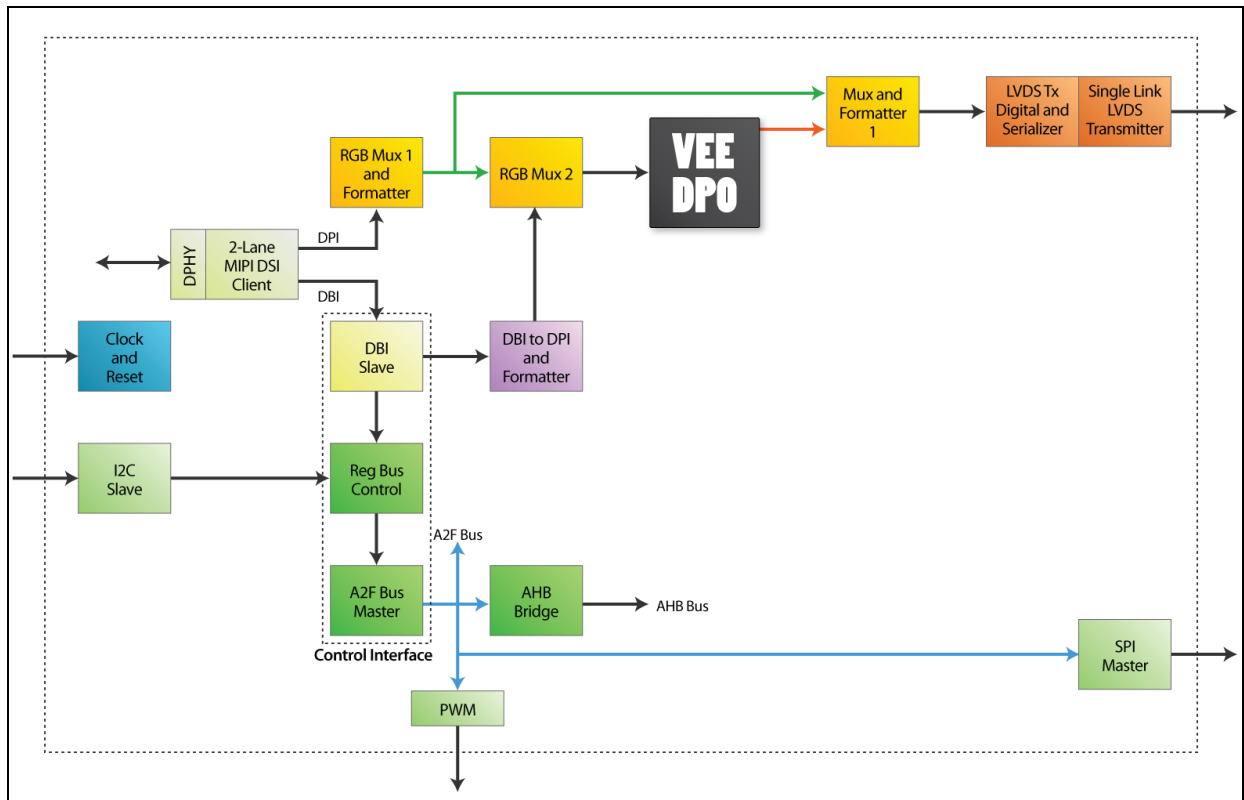 LVDS Tx
Digital and
Serializer
Single Link
LVDS
Transmitter
Mux and
Formatter
1
VEE
DPO
RGB Mux 1
and
Formatter
RGB Mux 2
DPHY
2-Lane
MIPI DSI
Client
DPI
DBI
Clock
and
Reset
DBI
Slave
DBI to DPI
and
Formatter
I2C
Slave
Reg Bus
Control
A2F Bus
A2F Bus
Master
AHB
Bridge
AHB Bus
Control Interface
SPI
Master
PWM